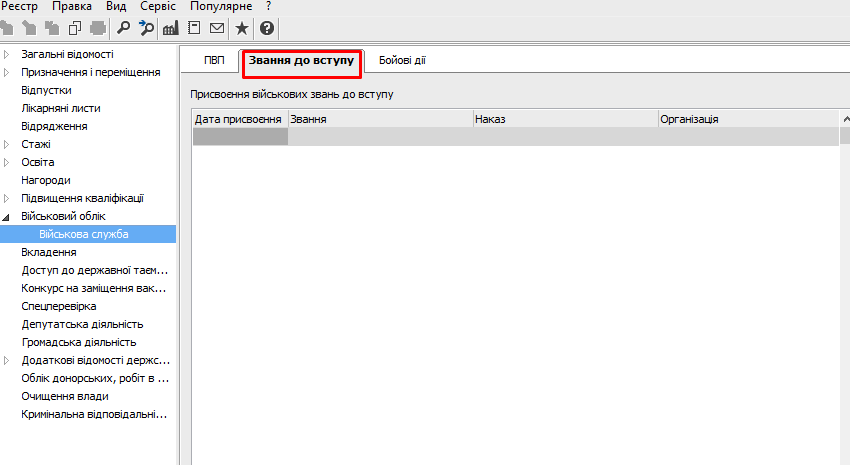 Реєстр Правка Вид Сервіс Популярне ?
Загальні відомості
Призначення і переміщення
Відпустки
Лікарняні листи
Відрядження
Стажі
Освіта
Нагороди
Підвищення кваліфікації
Військовий облік
Військова служба
Вкладення
Доступ до державної таєм...
Конкурс на заміщення вак...
Спецперевірка
Депутатська діяльність
Громадська діяльність
Додаткові відомості держс...
Облік донорських, робіт в ...
Очищення влади
Кримінальна відповідальні...
ПВП Звання до вступу Бойові дії
Присвоєння військових звань до вступу
Дата присвоєння Звання Наказ Організація